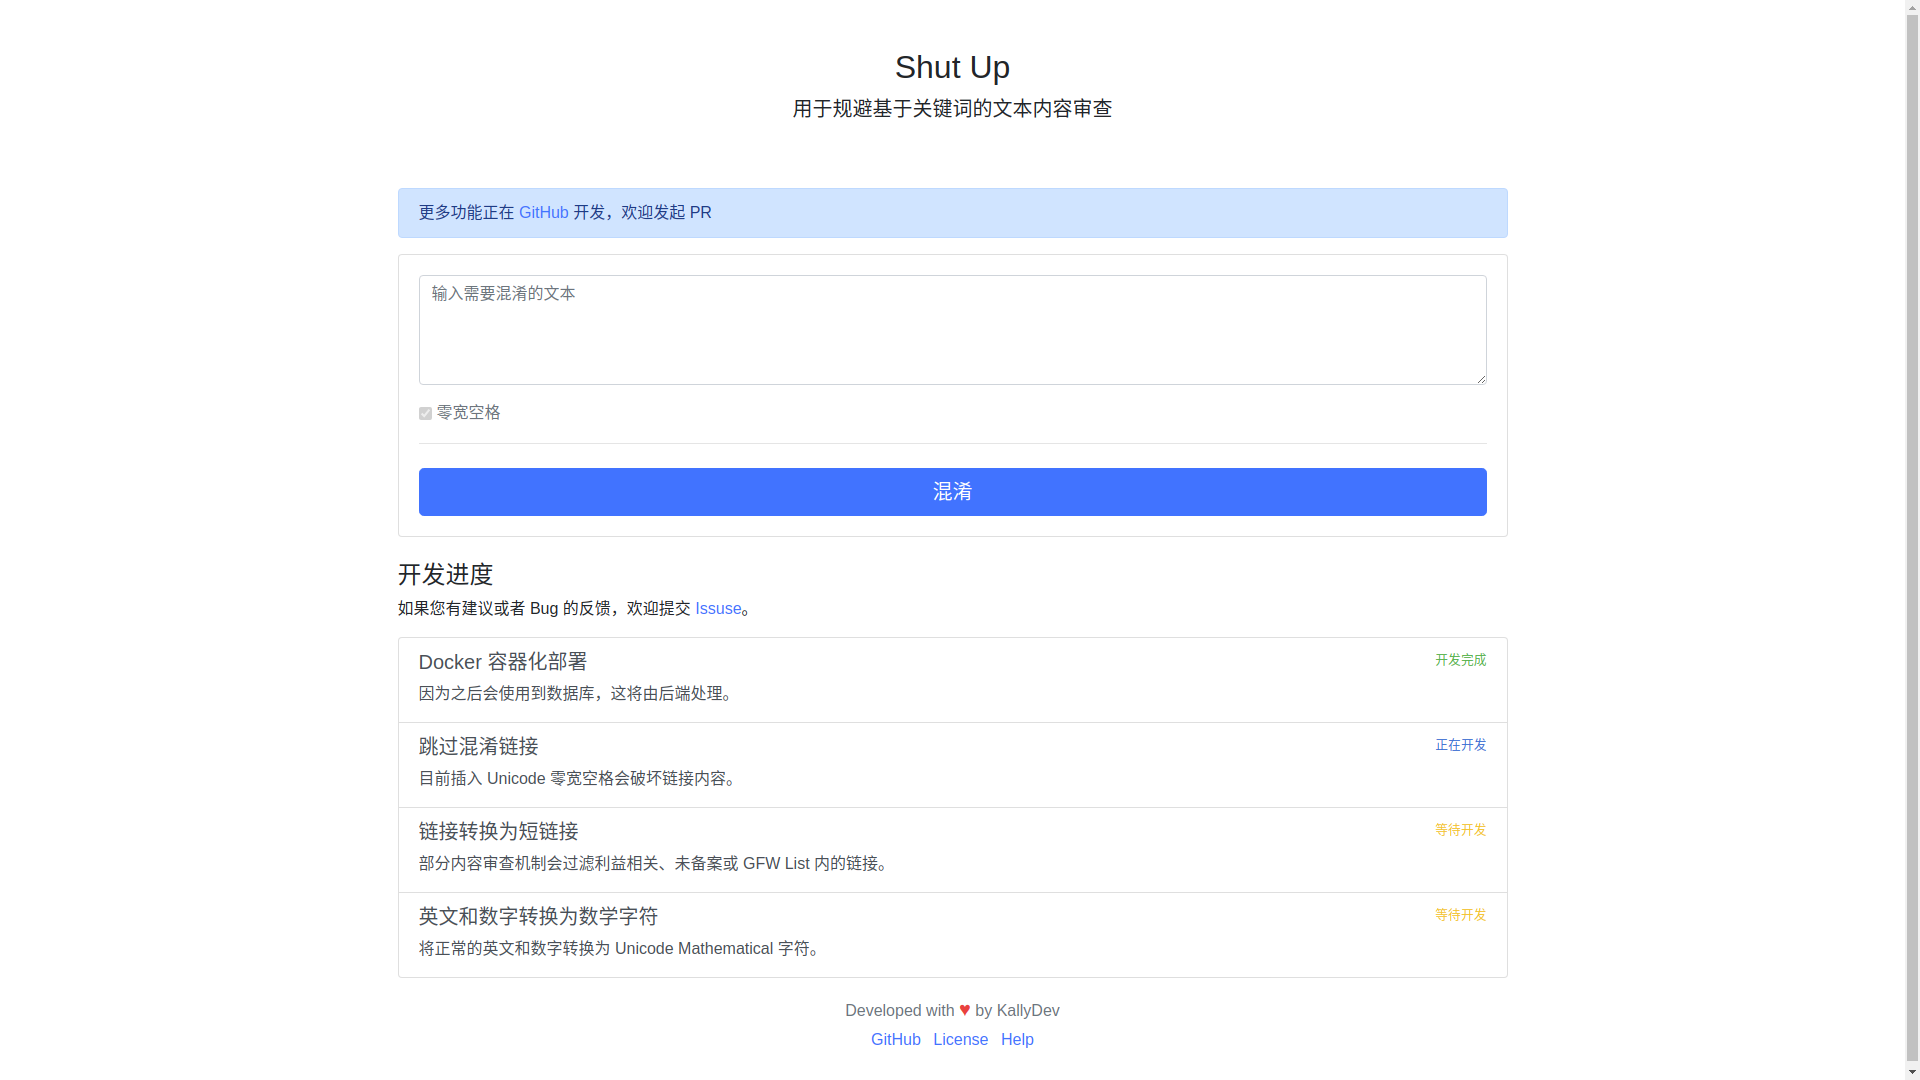 Shut Up
用于规避基于关键词的文本内容审查
更多功能正在 GitHub 开发，欢迎发起 PR
输入需要混淆的文本
零宽空格
混淆
开发进度
如果您有建议或者 Bug 的反馈，欢迎提交 Issuse。
Docker 容器化部署
开发完成
因为之后会使用到数据库，这将由后端处理。
跳过混淆链接
正在开发
目前插入 Unicode 零宽空格会破坏链接内容。
链接转换为短链接
等待开发
部分内容审查机制会过滤利益相关、未备案或 GFW List 内的链接。
英文和数字转换为数学字符
等待开发
将正常的英文和数字转换为 Unicode Mathematical 字符。
Developed with ♥ by KallyDev
GitHub License Help